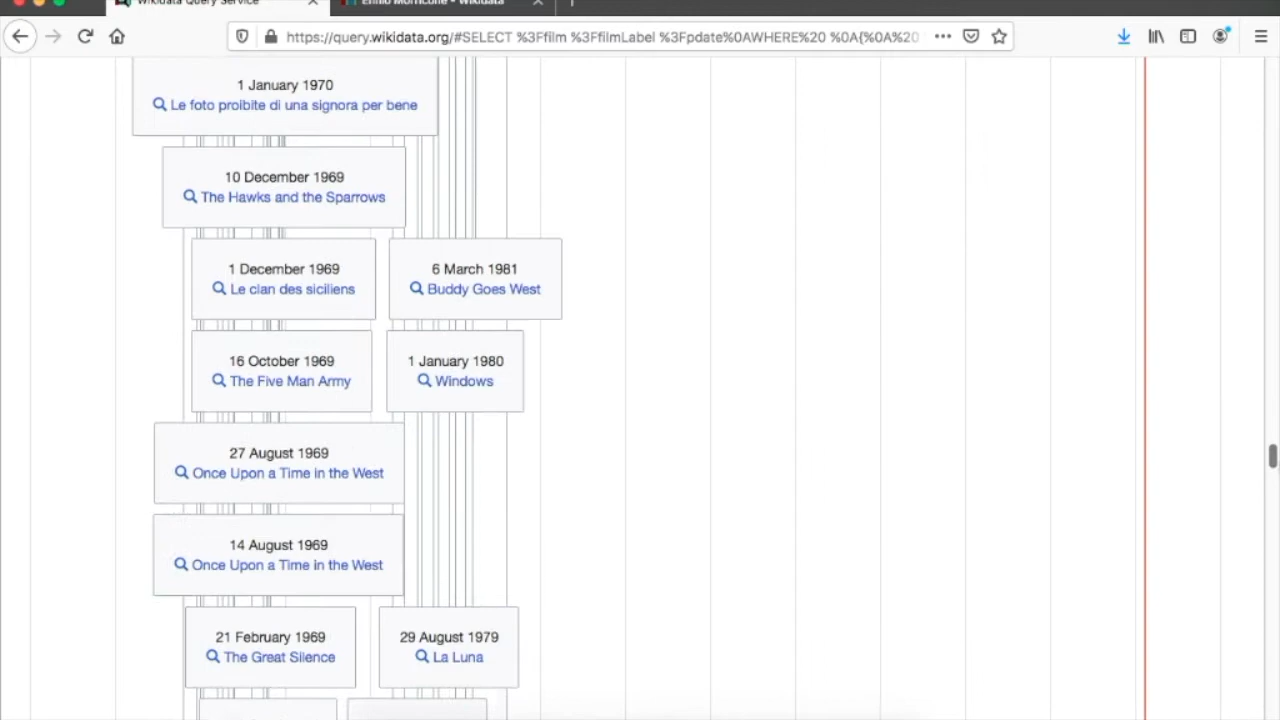 Wikidata Query Service
Ennio Morricone - Wikidata
https://query.wikidata.org/#SELECT %3Ffilm %3FfilmLabel %3Fpdate%0AWHERE%20 %0A{%0A%20
1 January 1970
Le foto proibite di una signora per bene
10 December 1969
The Hawks and the Sparrows
1 December 1969
Le clan des siciliens
6 March 1981
Buddy Goes West
16 October 1969
The Five Man Army
1 January 1980
Windows
27 August 1969
Once Upon a Time in the West
14 August 1969
Once Upon a Time in the West
21 February 1969
The Great Silence
29 August 1979
La Luna